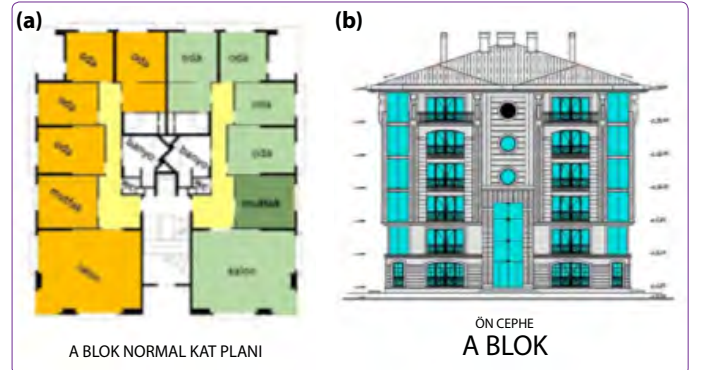 (a)
(b)
oda
oda
oda
oda
oda
oda
oda
oda
banyo
banyo
mutfak
mutfak
salon
salon
A BLOK NORMAL KAT PLANI
ÖN CEPHE
A BLOK